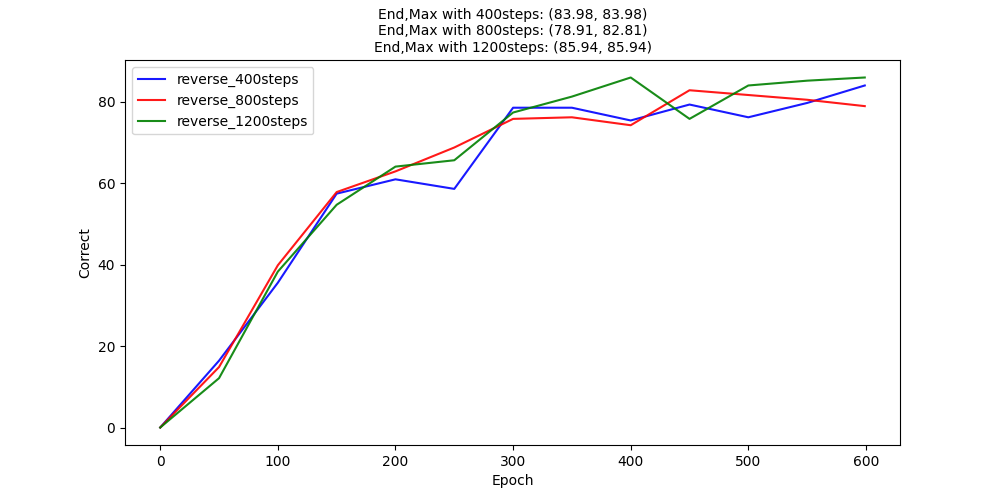 End,Max with 400steps: (83.98, 83.98)
End,Max with 800steps: (78.91, 82.81)
End,Max with 1200steps: (85.94, 85.94)
reverse_400steps
reverse_800steps
reverse_1200steps
Correct
80
60
40
20
0
0 100 200 300 400 500 600
Epoch